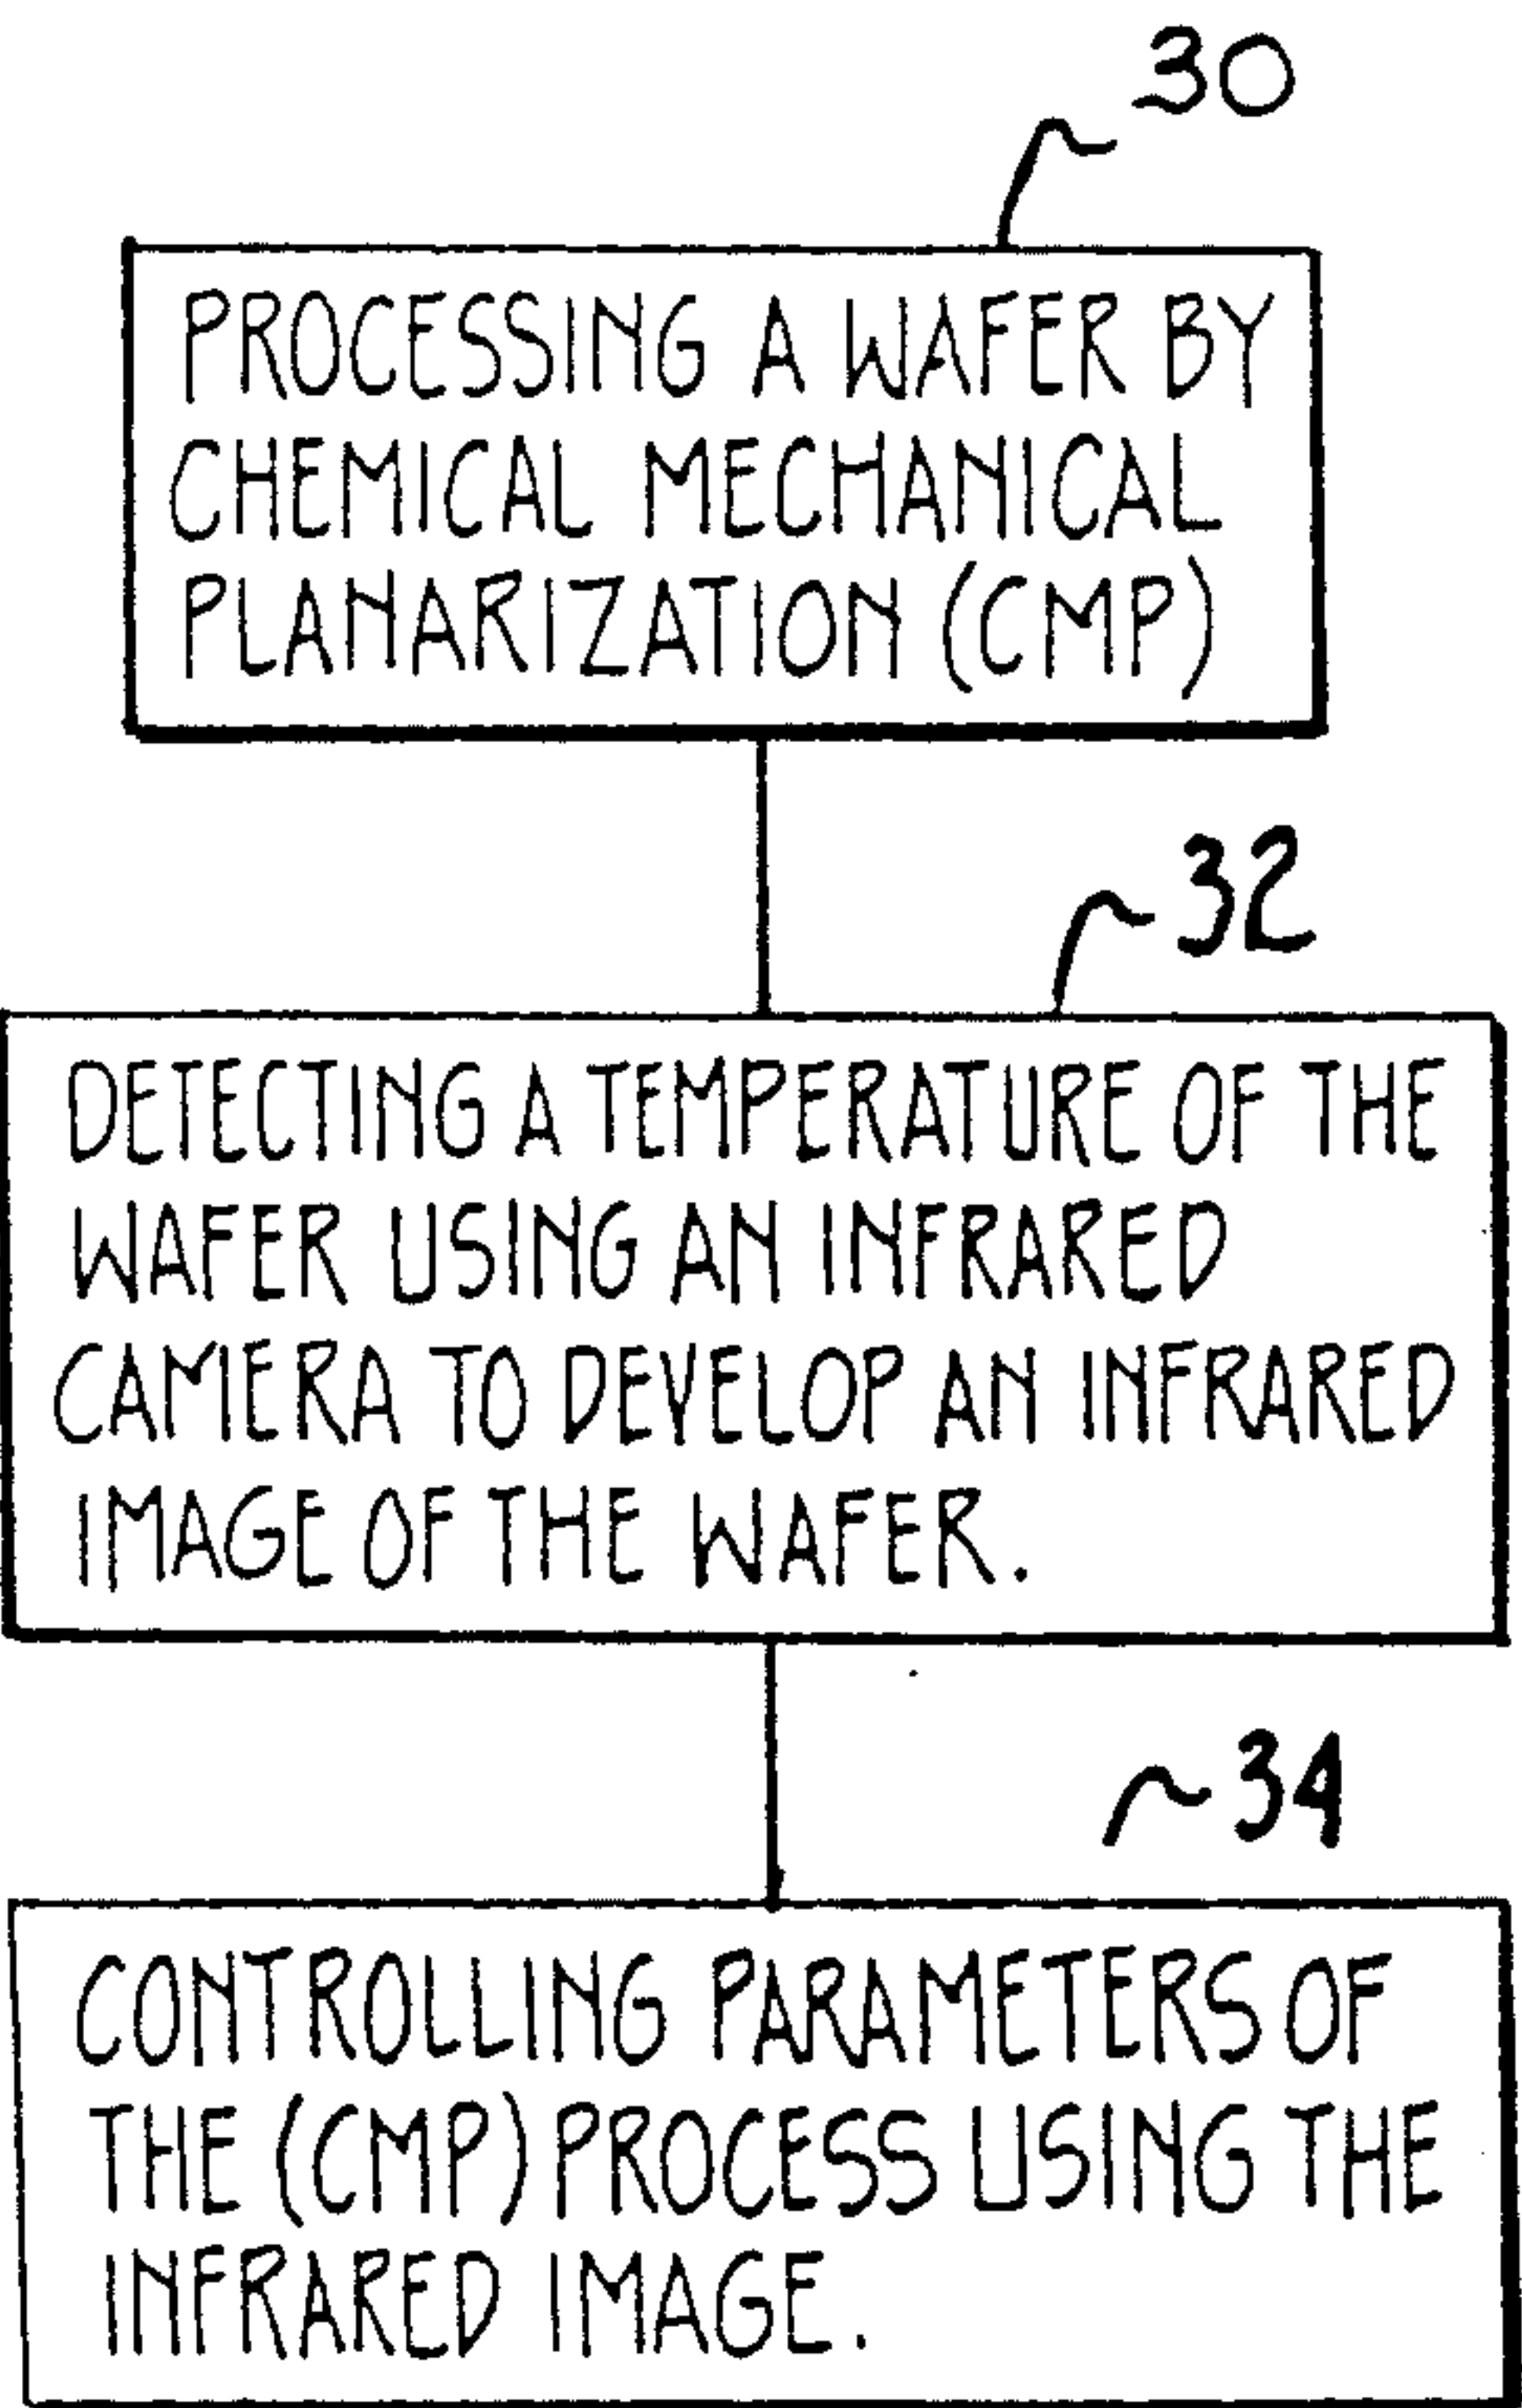 30
PROCESSING A WAFER BY
CHEMICAL MECHANICAL
PLANARIZATION (CMP)
32
DETECTING A TEMPERATURE OF THE
WAFER USING AN INFRARED
CAMERA TO DEVELOP AN INFRARED
IMAGE OF THE WAFER.
34
CONTROLLING PARAMETERS OF
THE (CMP) PROCESS USING THE
INFRARED IMAGE.